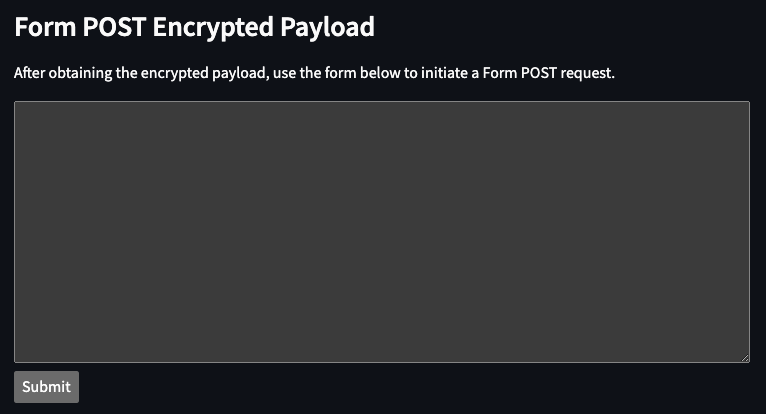 Form POST Encrypted Payload
After obtaining the encrypted payload, use the form below to initiate a Form POST request.
Submit